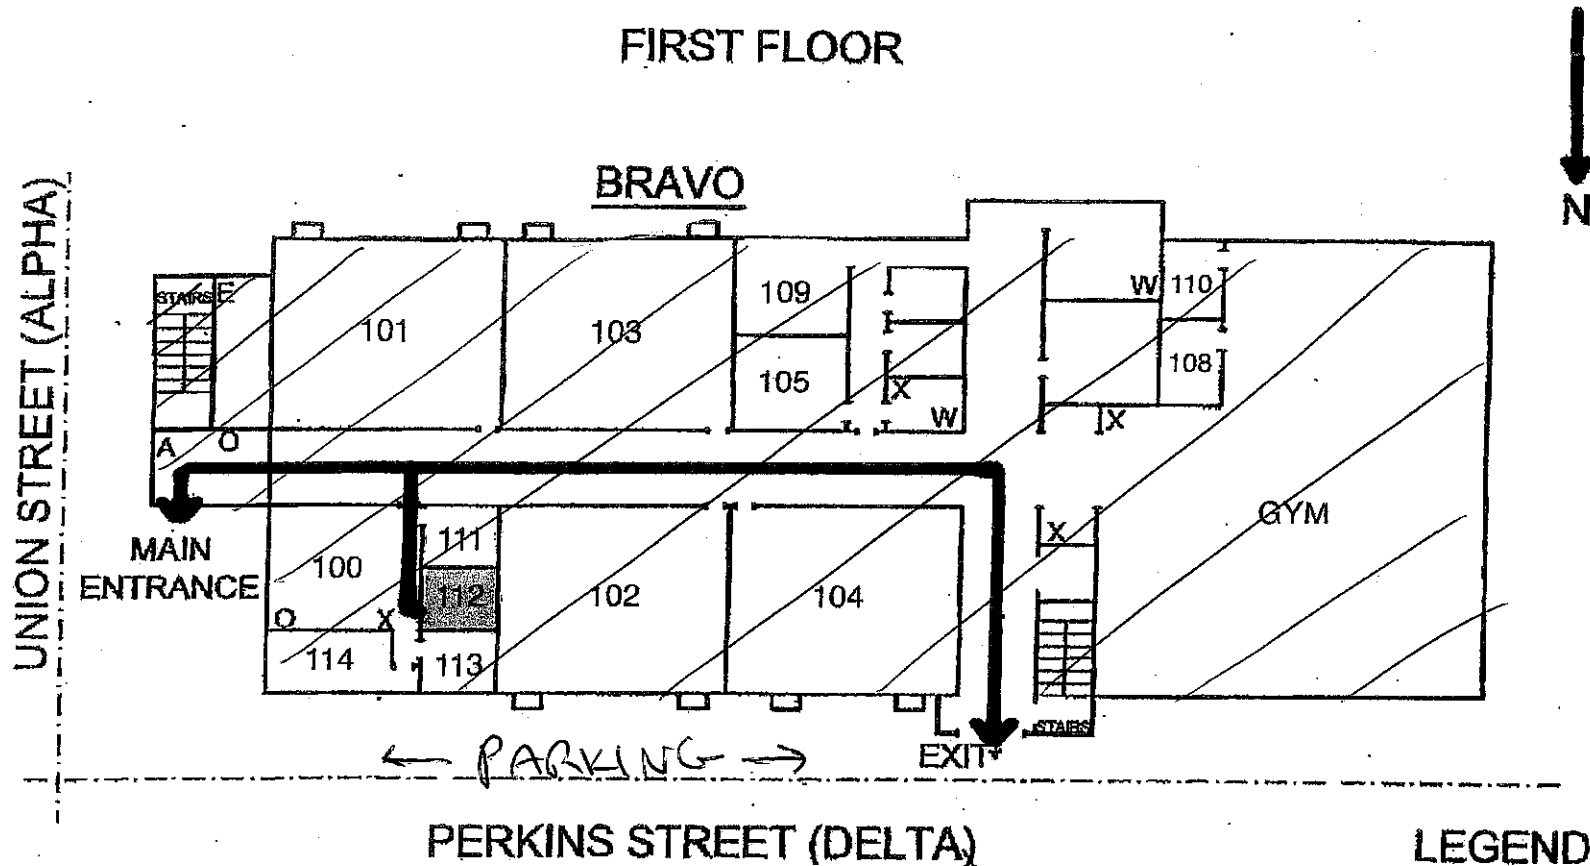 FIRST FLOOR
N
BRAVO
UNION STREET (ALPHA)
STAIRS
E
101
103
109
105
X
W
W
110
108
X
A
O
MAIN
ENTRANCE
100
111
112
O
X
114
113
102
104
X
GYM
STAIRS
EXIT
← PARKING →
PERKINS STREET (DELTA)
LEGEND